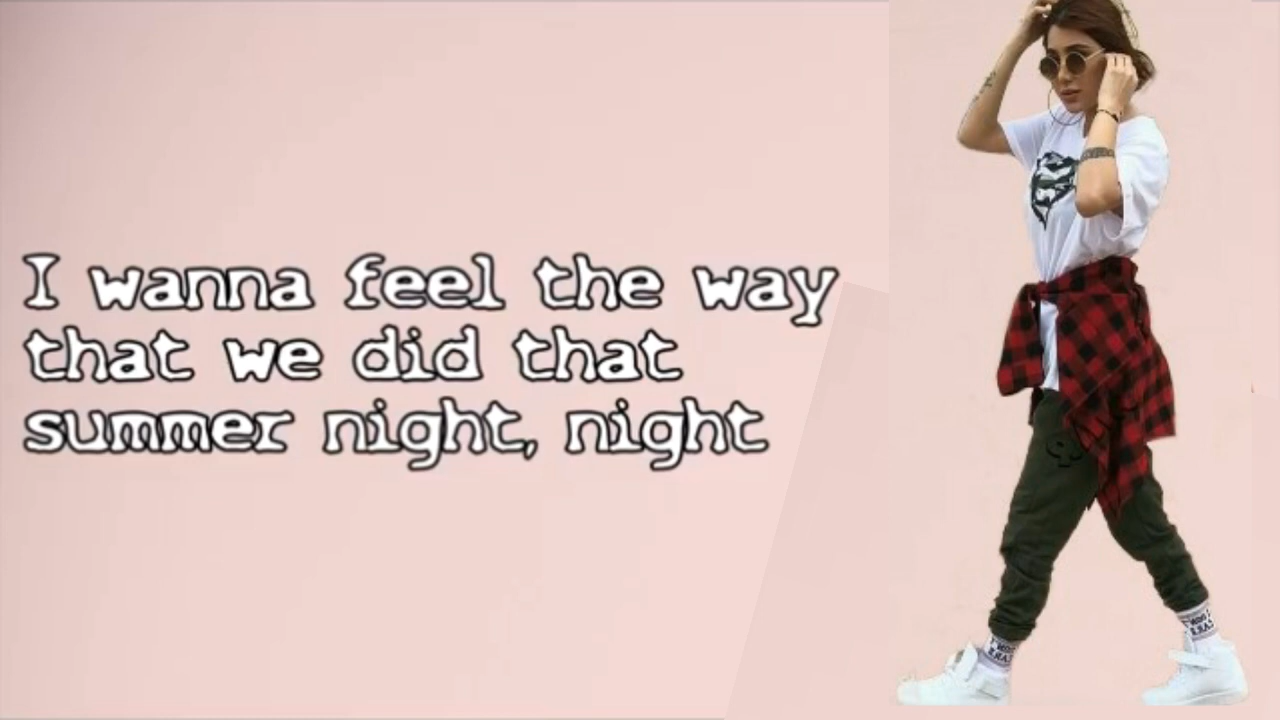 I wanna feel the way
that we did that
summer night, night